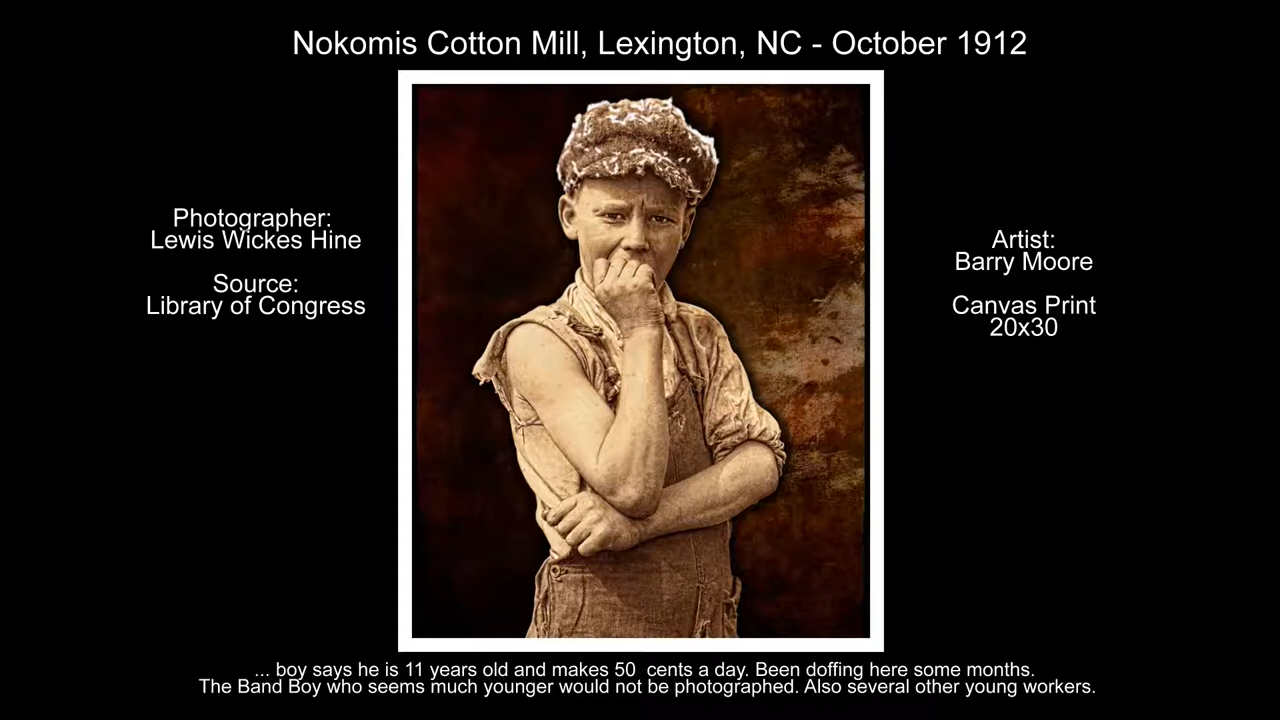 Nokomis Cotton Mill, Lexington, NC - October 1912
Photographer:
Lewis Wickes Hine
Source:
Library of Congress
Artist:
Barry Moore
Canvas Print
20x30
... boy says he is 11 years old and makes 50  cents a day. Been doffing here some months.
The Band Boy who seems much younger would not be photographed. Also several other young workers.